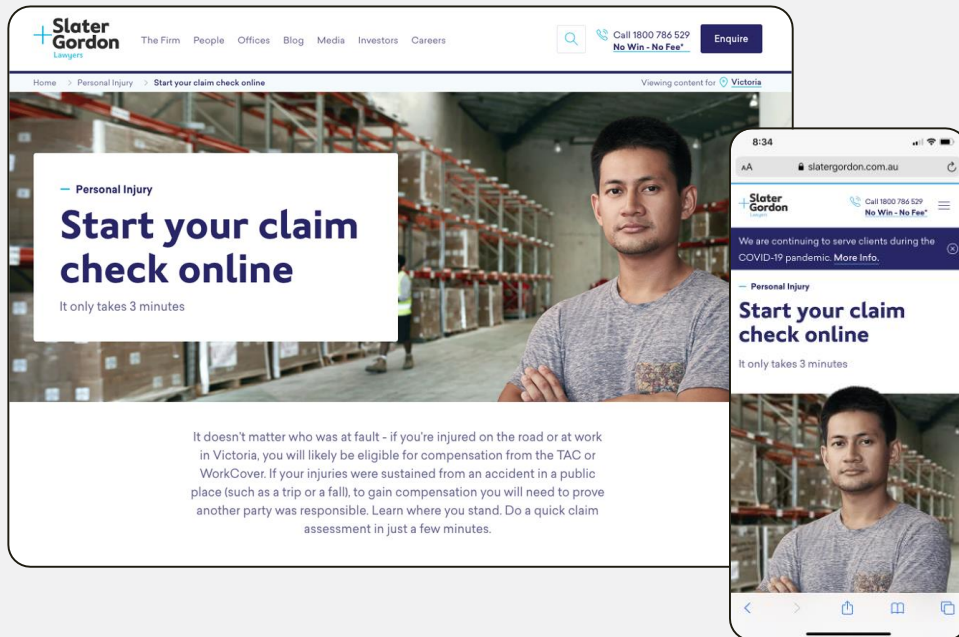 Slater
Gordon
Lawyers
The Firm People Offices Blog Media Investors Careers
Call 1800 786 529
No Win - No Fee*
Enquire
Home > Personal Injury > Start your claim check online
Viewing content for Victoria
Personal Injury
Start your claim
check online
It only takes 3 minutes
It doesn't matter who was at fault - if you're injured on the road or at work
in Victoria, you will likely be eligible for compensation from the TAC or
WorkCover. If your injuries were sustained from an accident in a public
place (such as a trip or a fall), to gain compensation you will need to prove
another party was responsible. Learn where you stand. Do a quick claim
assessment in just a few minutes.
8:34
AA slatergordon.com.au
Slater
Gordon
Lawyers
Call 1800 786 529
No Win - No Fee*
We are continuing to serve clients during the
COVID-19 pandemic. More Info.
Personal Injury
Start your claim
check online
It only takes 3 minutes